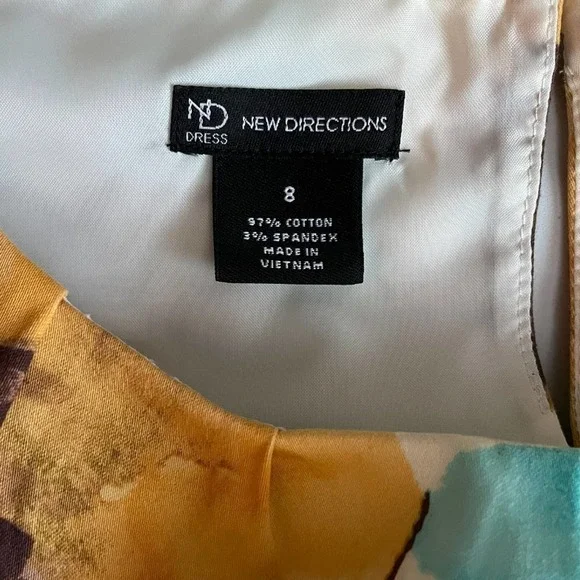 ND
DRESS
NEW DIRECTIONS
8
97% COTTON
3% SPANDEX
MADE IN
VIETNAM